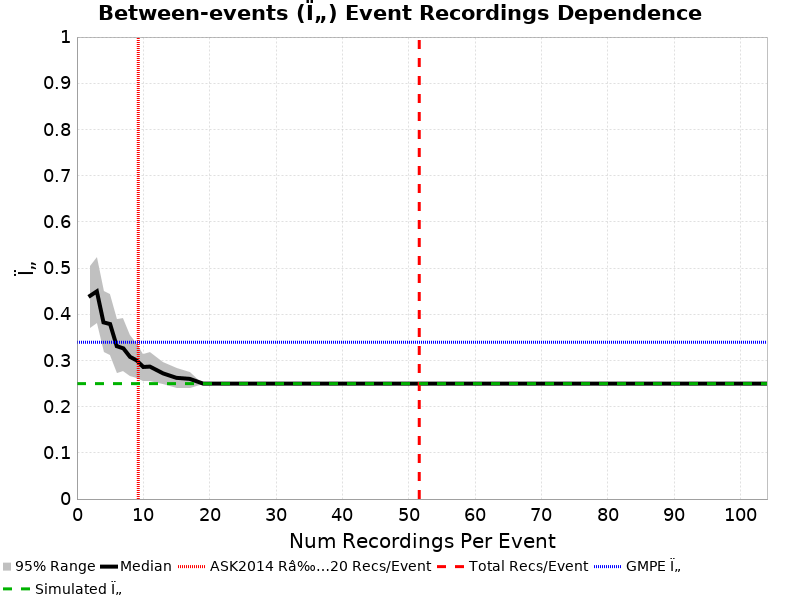 Between-events (Ï„) Event Recordings Dependence
1
0.9
0.8
0.7
0.6
0.5
0.4
0.3
0.2
0.1
0
Ï„
0 10 20 30 40 50 60 70 80 90 100
Num Recordings Per Event
95% Range Median ASK2014 Râ‰…20 Recs/Event Total Recs/Event GMPE Ï„
Simulated Ï„